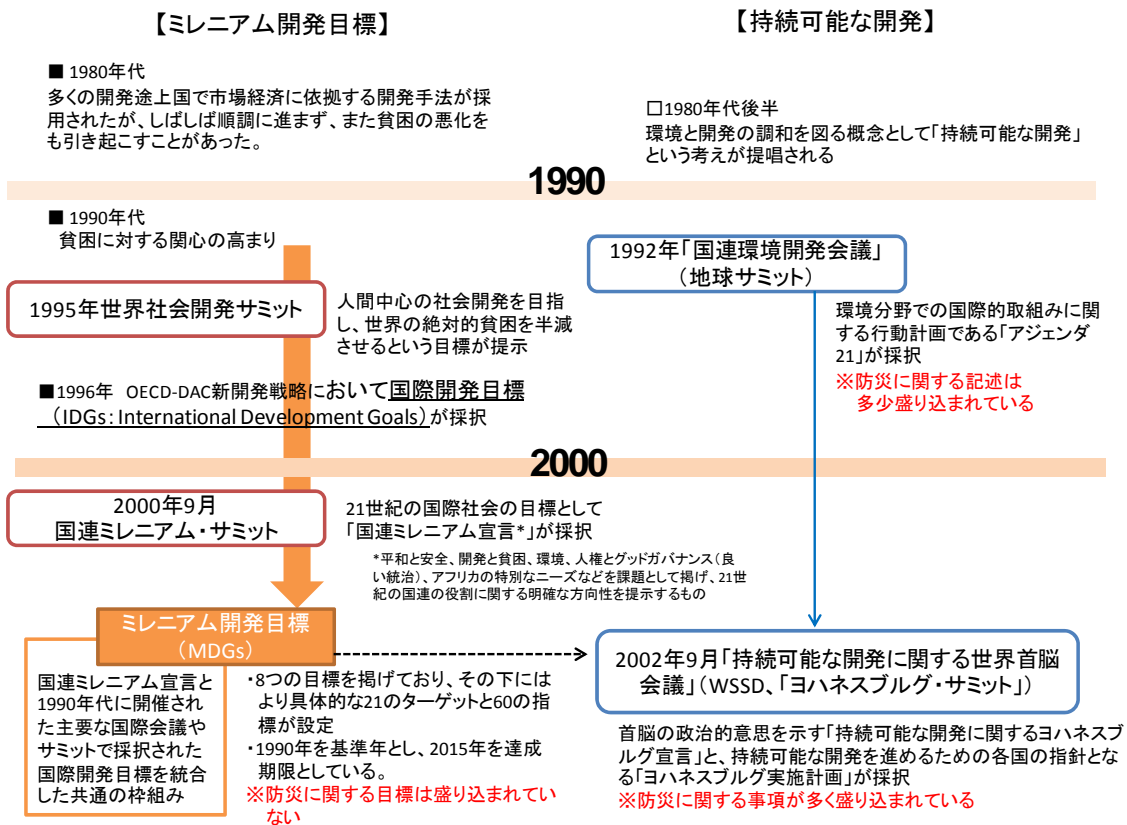 【ミレニアム開発目標】
【持続可能な開発】
■ 1980年代
多くの開発途上国で市場経済に依拠する開発手法が採
用されたが、しばしば順調に進まず、また貧困の悪化を
も引き起こすことがあった。
□1980年代後半
環境と開発の調和を図る概念として「持続可能な開発」
という考えが提唱される
1990
■ 1990年代
貧困に対する関心の高まり
1995年世界社会開発サミット
人間中心の社会開発を目指
し、世界の絶対的貧困を半減
させるという目標が提示
■1996年 OECD-DAC新開発戦略において国際開発目標
(IDGs:International Development Goals)が採択
1992年「国連環境開発会議」
(地球サミット)
環境分野での国際的取組みに関
する行動計画である「アジェンダ
21」が採択
※防災に関する記述は
多少盛り込まれている
2000
2000年9月
国連ミレニアム・サミット
21世紀の国際社会の目標として
「国連ミレニアム宣言*」が採択
*平和と安全、開発と貧困、環境、人権とグッドガバナンス(良
い統治)、アフリカの特別なニーズなどを課題として掲げ、21世
紀の国連の役割に関する明確な方向性を提示するもの
ミレニアム開発目標
(MDGs)
国連ミレニアム宣言と
1990年代に開催され
た主要な国際会議や
サミットで採択された
国際開発目標を統合
した共通の枠組み
・8つの目標を掲げており、その下には
より具体的な21のターゲットと60の指
標が設定
・1990年を基準年とし、2015年を達成
期限としている。
※防災に関する目標は盛り込まれてい
ない
2002年9月「持続可能な開発に関する世界首脳
会議」(WSSD、「ヨハネスブルグ・サミット」)
首脳の政治的意思を示す「持続可能な開発に関するヨハネスブ
ルグ宣言」と、持続可能な開発を進めるための各国の指針とな
る「ヨハネスブルグ実施計画」が採択
※防災に関する事項が多く盛り込まれている